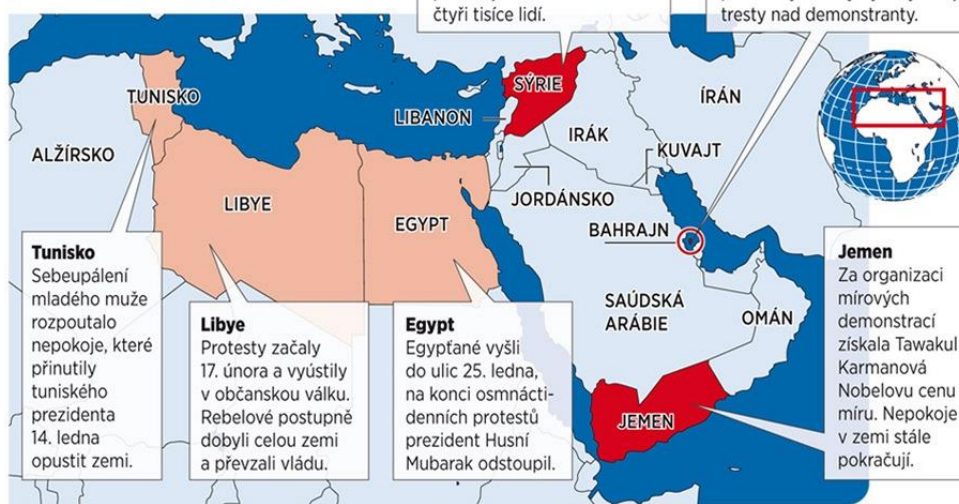 čtyři tisíce lidí.
tresty nad demonstranty.
TUNISKO
SÝRIE
ÍRÁN
LIBANON
IRÁK
ALŽÍRSKO
KUVAJT
JORDÁNSKO
LIBYE
EGYPT
BAHRAJN
SAÚDSKÁ
ARÁBIE
OMÁN
JEMEN
Tunisko
Sebeupálení
mladého muže
rozpoutalo
nepokoje, které
přinutily
tuniského
prezidenta
14. ledna
opustit zemi.
Libye
Protesty začaly
17. února a vyústily
v občanskou válku.
Rebelové postupně
dobyli celou zemi
a převzali vládu.
Egypt
Egypťané vyšli
do ulic 25. ledna,
na konci osmnácti-
denních protestů
prezident Husní
Mubarak odstoupil.
Jemen
Za organizaci
mírových
demonstrací
získala Tawakul
Karmanová
Nobelovu cenu
míru. Nepokoje
v zemi stále
pokračují.